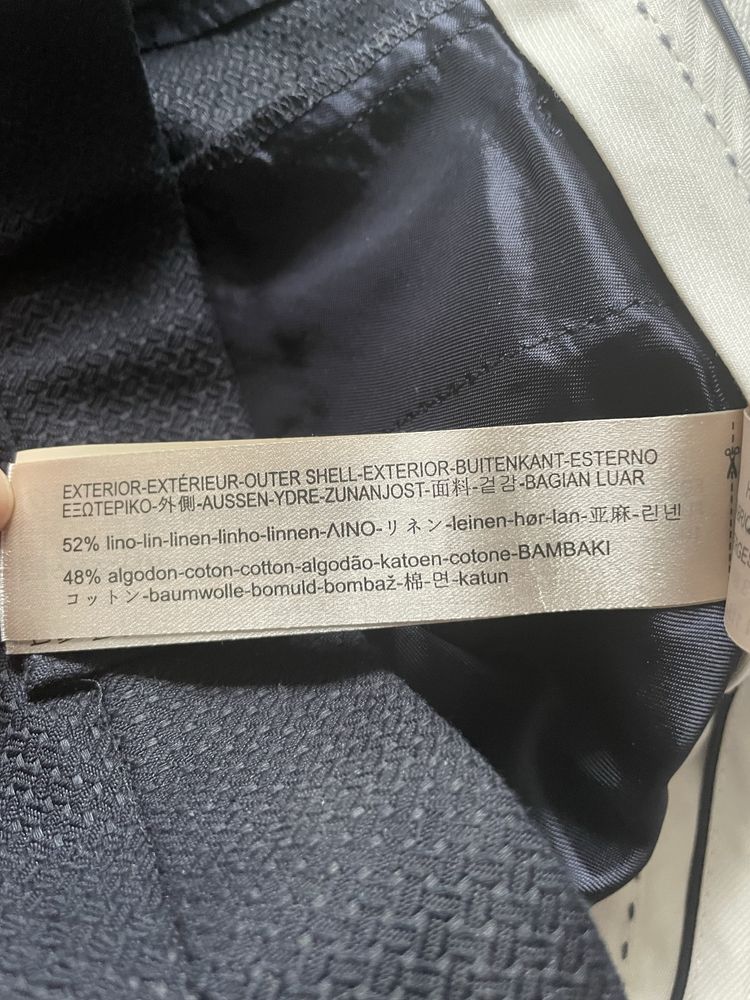 EXTERIOR-EXTÉRIEUR-OUTER SHELL-EXTERIOR-BUITENKANT-ESTERNO
ΕΞΩΤΕΡΙΚΟ-外側-AUSSEN-YDRE-ZUNANJOST-面料-겉감-BAGIAN LUAR
52% lino-lin-linen-linho-linnen-ΛΙΝΟ-リネン-leinen-hør-lan-亚麻-린넨
48% algodon-coton-cotton-algodão-katoen-cotone-BAMBAKI
コットン-baumwolle-bomuld-bombaž-棉-면-katun